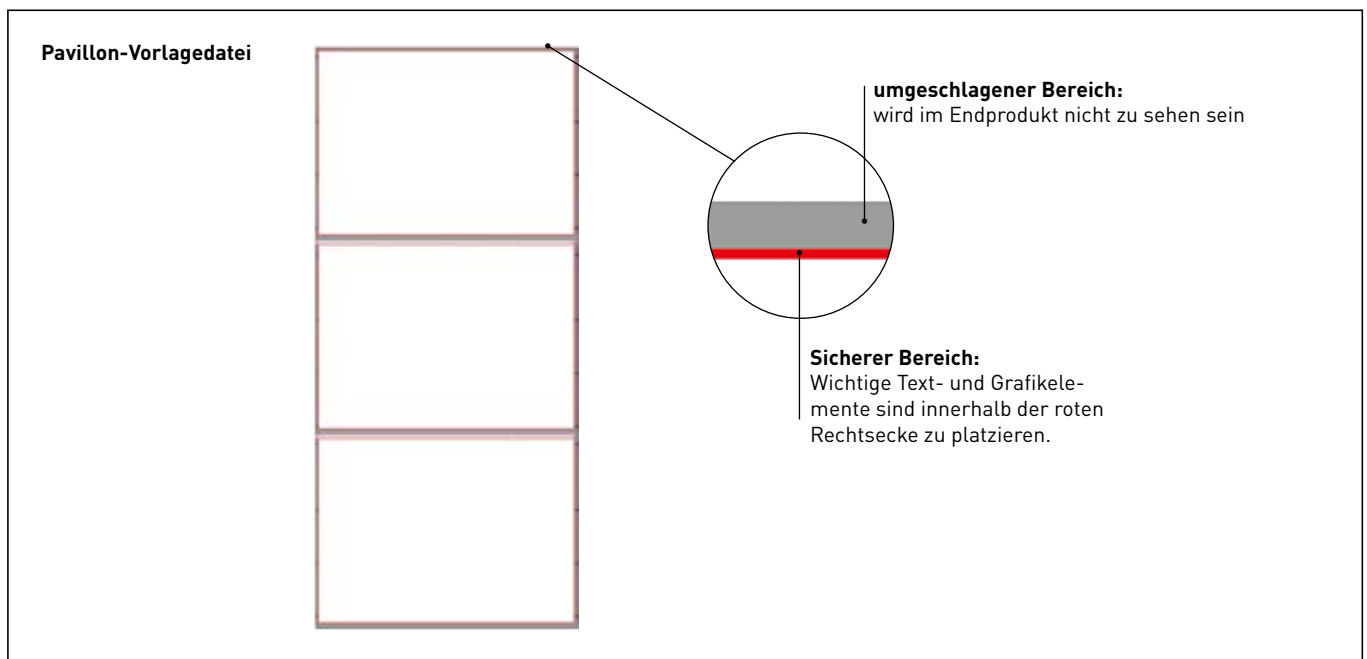 Pavillon-Vorlagedatei
umgeschlagener Bereich:
wird im Endprodukt nicht zu sehen sein
Sicherer Bereich:
Wichtige Text- und Grafikele-
mente sind innerhalb der roten
Rechtsecke zu platzieren.